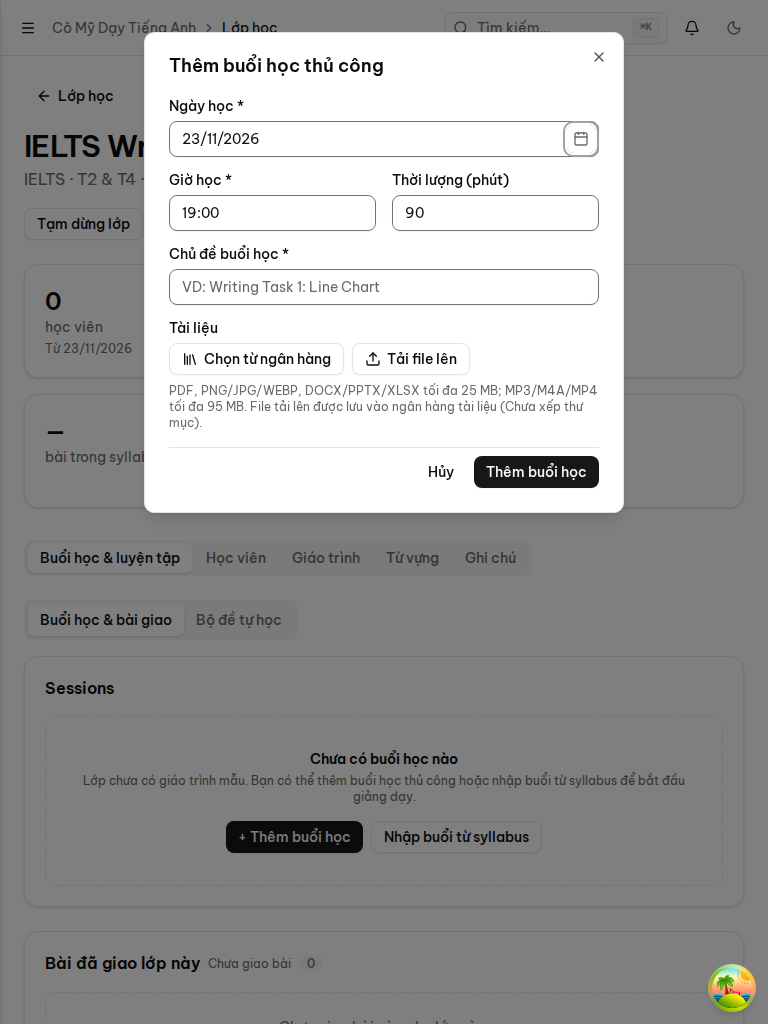 Cô Mỹ Dạy Tiếng Anh > Lớp học
Tìm kiếm...
⌘K
Thêm buổi học thủ công
Lớp học
Ngày học *
IELTS Wr
23/11/2026
IELTS · T2 & T4 ·
Giờ học *
Thời lượng (phút)
19:00
90
Tạm dừng lớp
Chủ đề buổi học *
VD: Writing Task 1: Line Chart
0
học viên
Từ 23/11/2026
Tài liệu
Chọn từ ngân hàng
Tải file lên
PDF, PNG/JPG/WEBP, DOCX/PPTX/XLSX tối đa 25 MB; MP3/M4A/MP4
tối đa 95 MB. File tải lên được lưu vào ngân hàng tài liệu (Chưa xếp thư
mục).
—
bài trong syllab
Hủy
Thêm buổi học
Buổi học & luyện tập
Học viên
Giáo trình
Từ vựng
Ghi chú
Buổi học & bài giao
Bộ đề tự học
Sessions
Chưa có buổi học nào
Lớp chưa có giáo trình mẫu. Bạn có thể thêm buổi học thủ công hoặc nhập buổi từ syllabus để bắt đầu
giảng dạy.
+ Thêm buổi học
Nhập buổi từ syllabus
Bài đã giao lớp này
Chưa giao bài
0